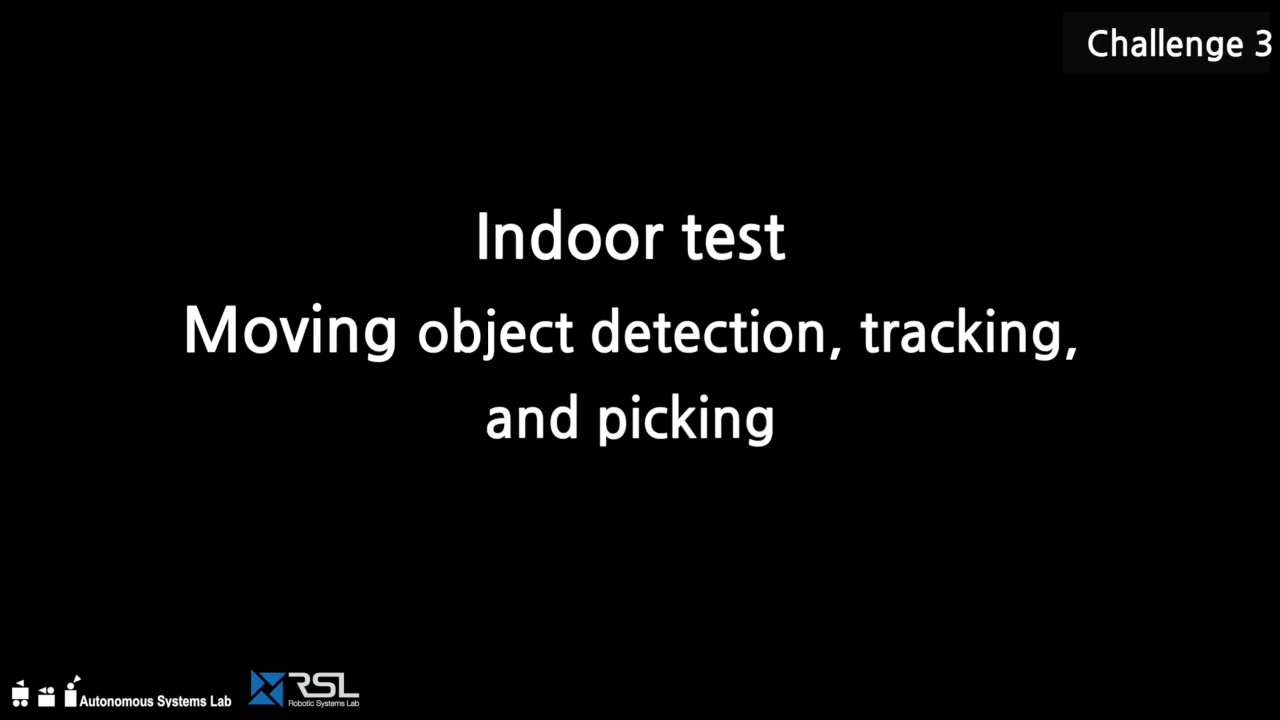 Challenge 3
Indoor test
Moving object detection, tracking,
and picking
Autonomous Systems Lab
RSL
Robotic Systems Lab